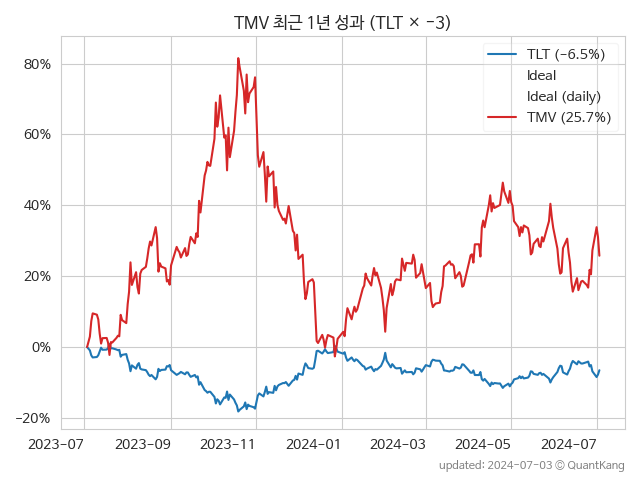 TMV 최근 1년 성과 (TLT × −3)
TLT (−6.5%)
Ideal
Ideal (daily)
TMV (25.7%)
80%
60%
40%
20%
0%
−20%
2023-07 2023-09 2023-11 2024-01 2024-03 2024-05 2024-07
updated: 2024-07-03 © QuantKang